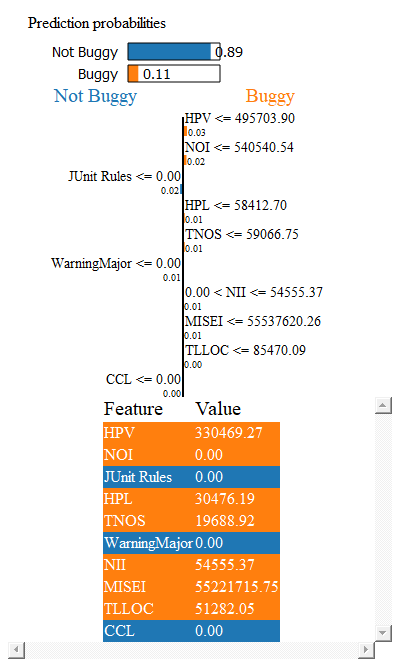 Prediction probabilities
Not Buggy 0.89
Buggy 0.11
Not Buggy Buggy
HPV <= 495703.90
0.03
NOI <= 540540.54
0.02
JUnit Rules <= 0.00
0.02
HPL <= 58412.70
0.01
TNOS <= 59066.75
0.01
WarningMajor <= 0.00
0.01
0.00 < NII <= 54555.37
0.01
MISEI <= 55537620.26
0.01
TLLOC <= 85470.09
0.00
CCL <= 0.00
0.00
Feature Value
HPV 330469.27
NOI 0.00
JUnit Rules 0.00
HPL 30476.19
TNOS 19688.92
WarningMajor 0.00
NII 54555.37
MISEI 55221715.75
TLLOC 51282.05
CCL 0.00